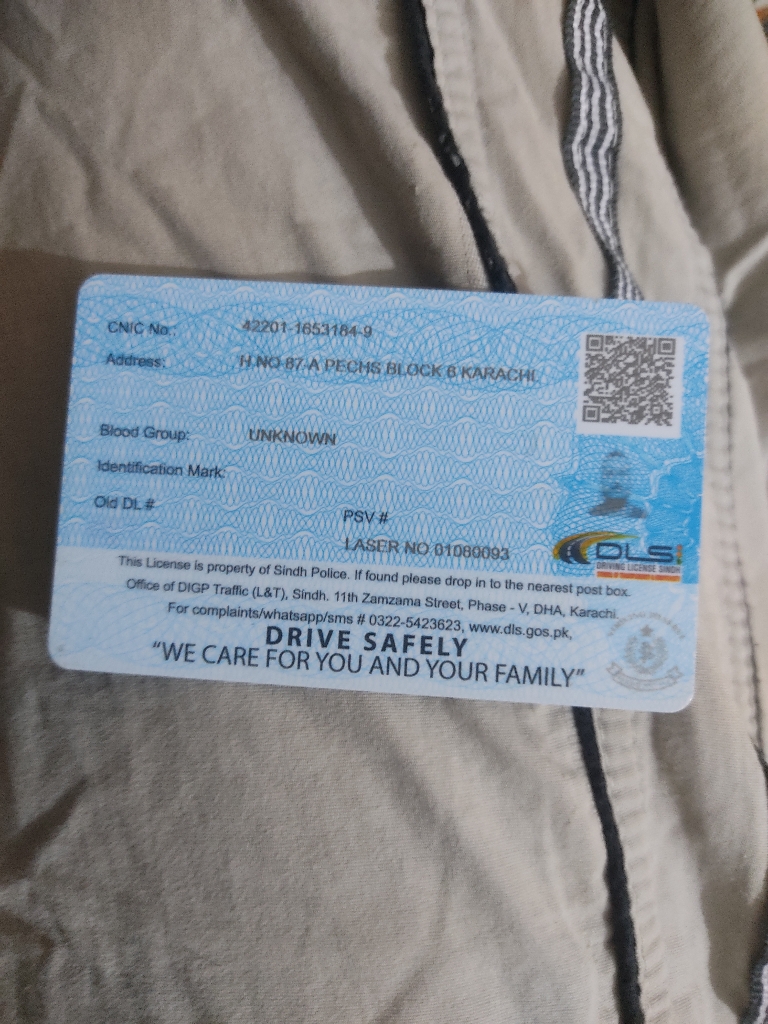 CNIC No.: 42201-1653184-9
Address: H NO 87 A PECHS BLOCK 6 KARACHI.
Blood Group: UNKNOWN
Identification Mark:
Old DL #
PSV #
LASER NO 01080093
DLS!
DRIVING LICENSE SINDH
This License is property of Sindh Police. If found please drop in to the nearest post box.
Office of DIGP Traffic (L&T), Sindh. 11th Zamzama Street, Phase - V, DHA, Karachi.
For complaints/whatsapp/sms # 0322-5423623, www.dls.gos.pk,
DRIVE SAFELY
“WE CARE FOR YOU AND YOUR FAMILY”